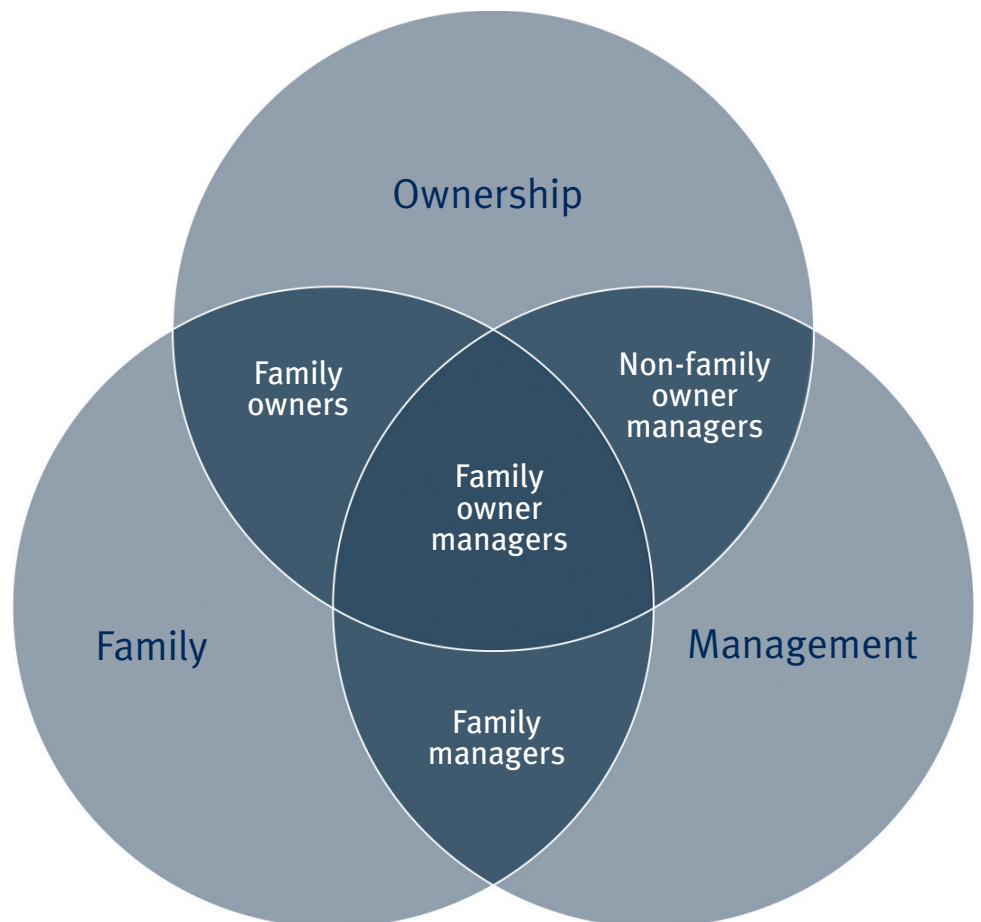 Ownership
Family
owners
Non-family
owner
managers
Family
owner
managers
Family
Management
Family
managers